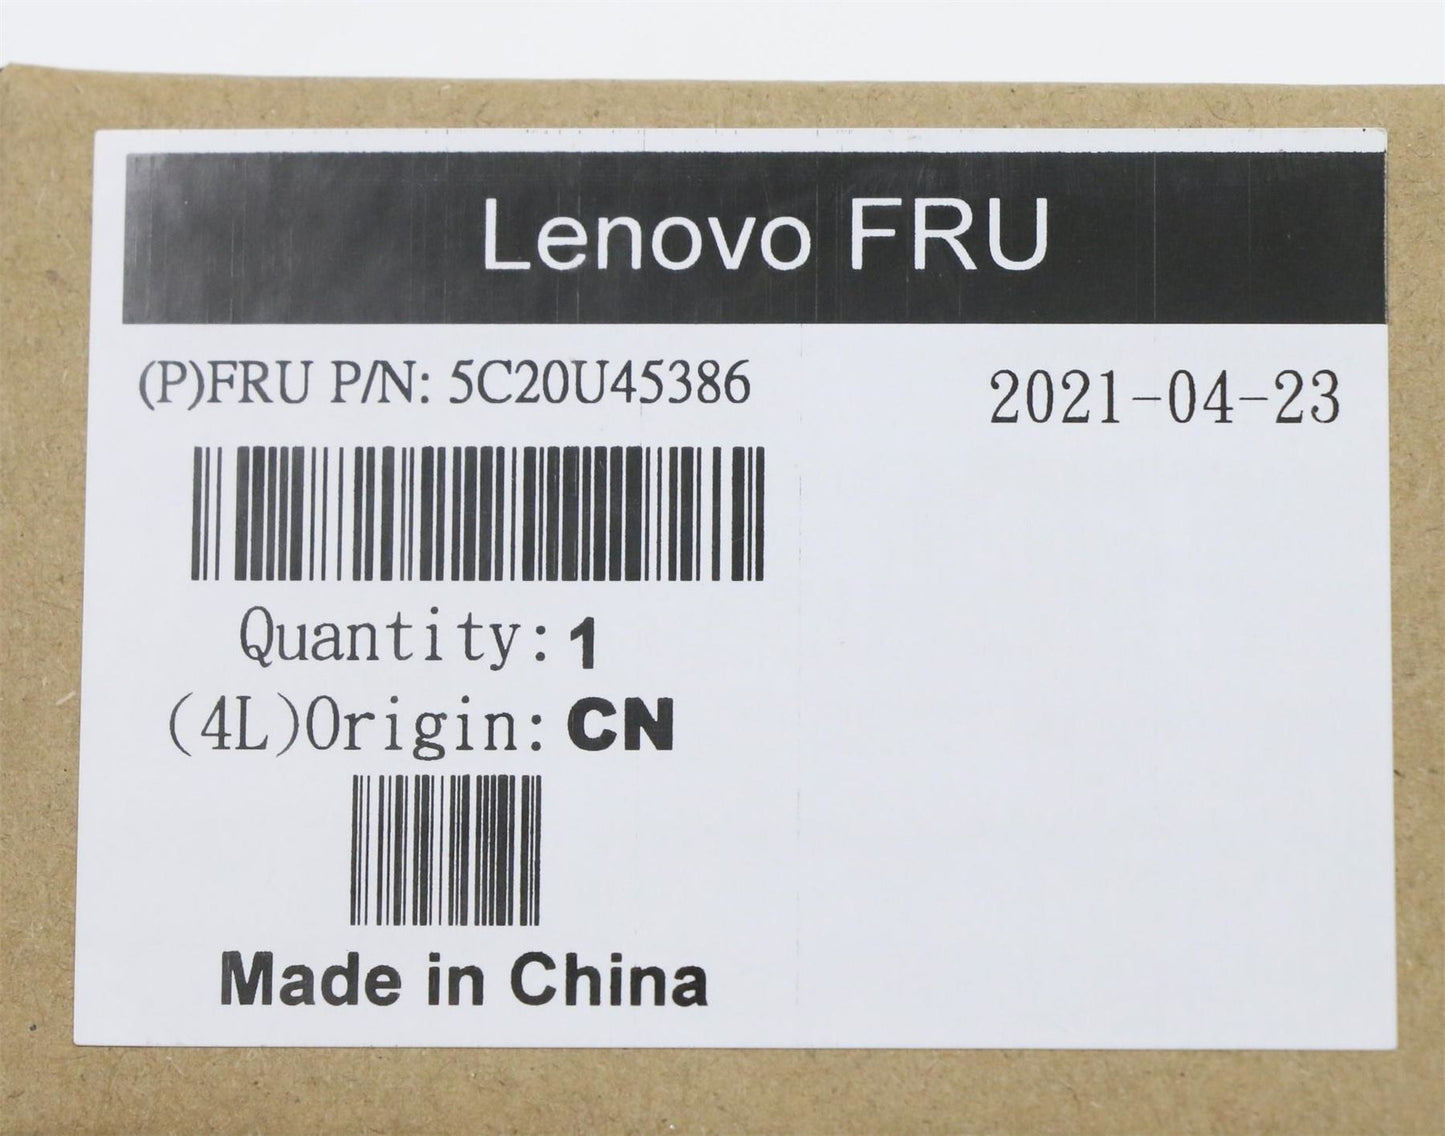 Lenovo FRU
(P)FRU P/N: 5C20U45386
2021-04-23
Quantity: 1
(4L)Origin: CN
Made in China